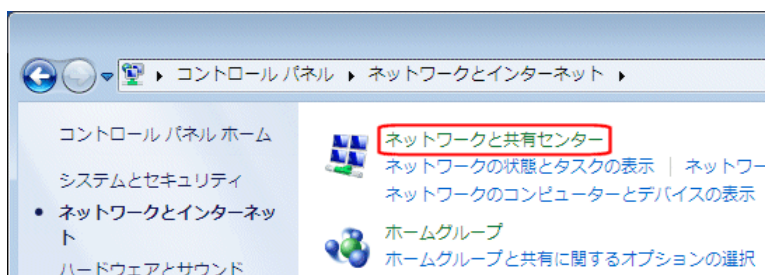 コントロール パネル ▸ ネットワークとインターネット ▸
コントロール パネル ホーム
システムとセキュリティ
• ネットワークとインターネッ
ト
ハードウェアとサウンド
ネットワークと共有センター
ネットワークの状態とタスクの表示 | ネットワー
ネットワークのコンピューターとデバイスの表示
ホームグループ
ホームグループと共有に関するオプションの選択